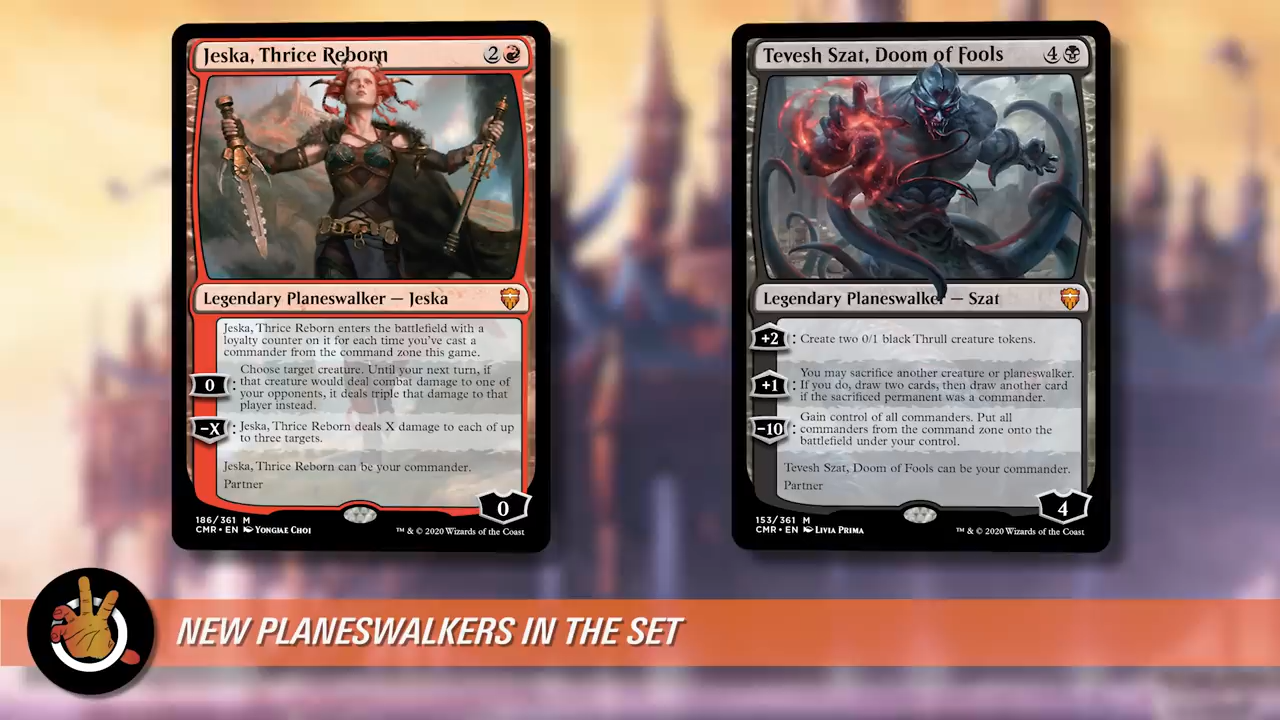 Jeska, Thrice Reborn 2
Legendary Planeswalker — Jeska
Jeska, Thrice Reborn enters the battlefield with a
loyalty counter on it for each time you've cast a
commander from the command zone this game.
0 : Choose target creature. Until your next turn, if
that creature would deal combat damage to one of
your opponents, it deals triple that damage to that
player instead.
−X : Jeska, Thrice Reborn deals X damage to each of up
to three targets.
Jeska, Thrice Reborn can be your commander.
Partner
0
186/361 M
CMR • EN Yongjae Choi
™ & © 2020 Wizards of the Coast
Tevesh Szat, Doom of Fools 4
Legendary Planeswalker — Szat
+2 : Create two 0/1 black Thrull creature tokens.
+1 : You may sacrifice another creature or planeswalker.
If you do, draw two cards, then draw another card
if the sacrificed permanent was a commander.
−10 : Gain control of all commanders. Put all
commanders from the command zone onto the
battlefield under your control.
Tevesh Szat, Doom of Fools can be your commander.
Partner
4
153/361 M
CMR • EN Livia Prima
™ & © 2020 Wizards of the Coast
NEW PLANESWALKERS IN THE SET